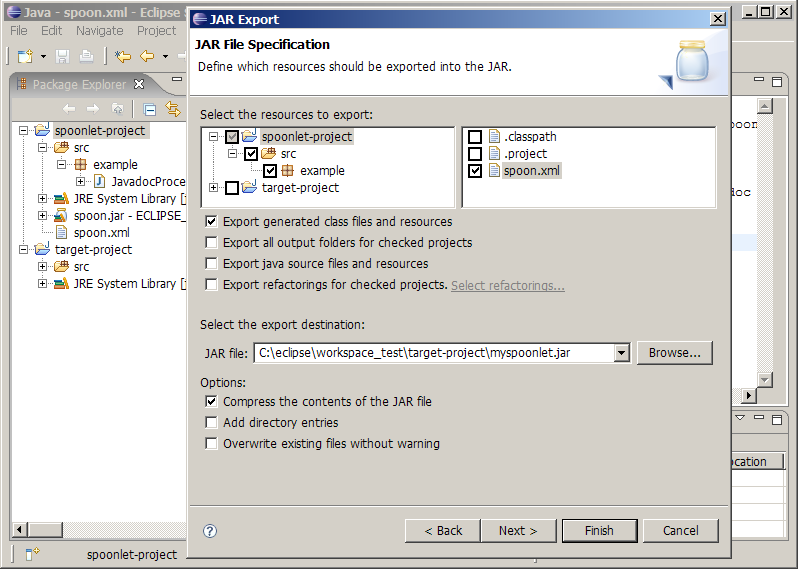 Java - spoon.xml - Eclipse S
File Edit Navigate Project
Package Explorer
spoonlet-project
src
example
JavadocProce
JRE System Library [j
spoon.jar - ECLIPSE_
spoon.xml
target-project
src
JRE System Library [j
spoonlet-project
JAR Export
JAR File Specification
Define which resources should be exported into the JAR.
Select the resources to export:
spoonlet-project
src
example
target-project
.classpath
.project
spoon.xml
Export generated class files and resources
Export all output folders for checked projects
Export java source files and resources
Export refactorings for checked projects. Select refactorings...
Select the export destination:
JAR file: C:\eclipse\workspace_test\target-project\myspoonlet.jar Browse...
Options:
Compress the contents of the JAR file
Add directory entries
Overwrite existing files without warning
? < Back Next > Finish Cancel
spoon
doc
ocation